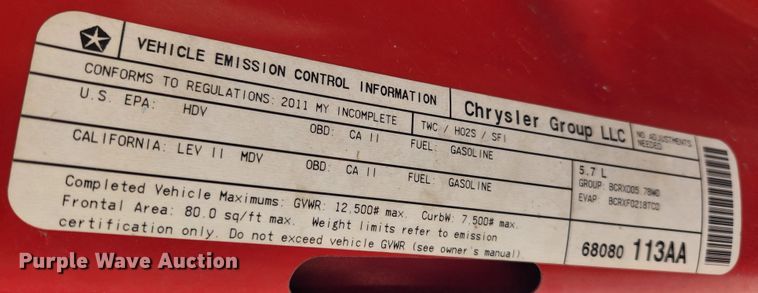 VEHICLE EMISSION CONTROL INFORMATION
Chrysler Group LLC
NO ADJUSTMENTS
NEEDED
CONFORMS TO REGULATIONS: 2011 MY INCOMPLETE
TWC / HO2S / SFI
U.S. EPA: HDV OBD: CA II FUEL: GASOLINE
CALIFORNIA: LEV II MDV OBD: CA II FUEL: GASOLINE
5.7 L
GROUP: BCRXD05.78W0
EVAP: BCRXF0218TC0
Completed Vehicle Maximums: GVWR: 12,500# max. CurbW: 7,500# max.
Frontal Area: 80.0 sq/ft max. Weight limits refer to emission
certification only. Do not exceed vehicle GVWR (see owner's manual)
68080 113AA
Purple Wave Auction